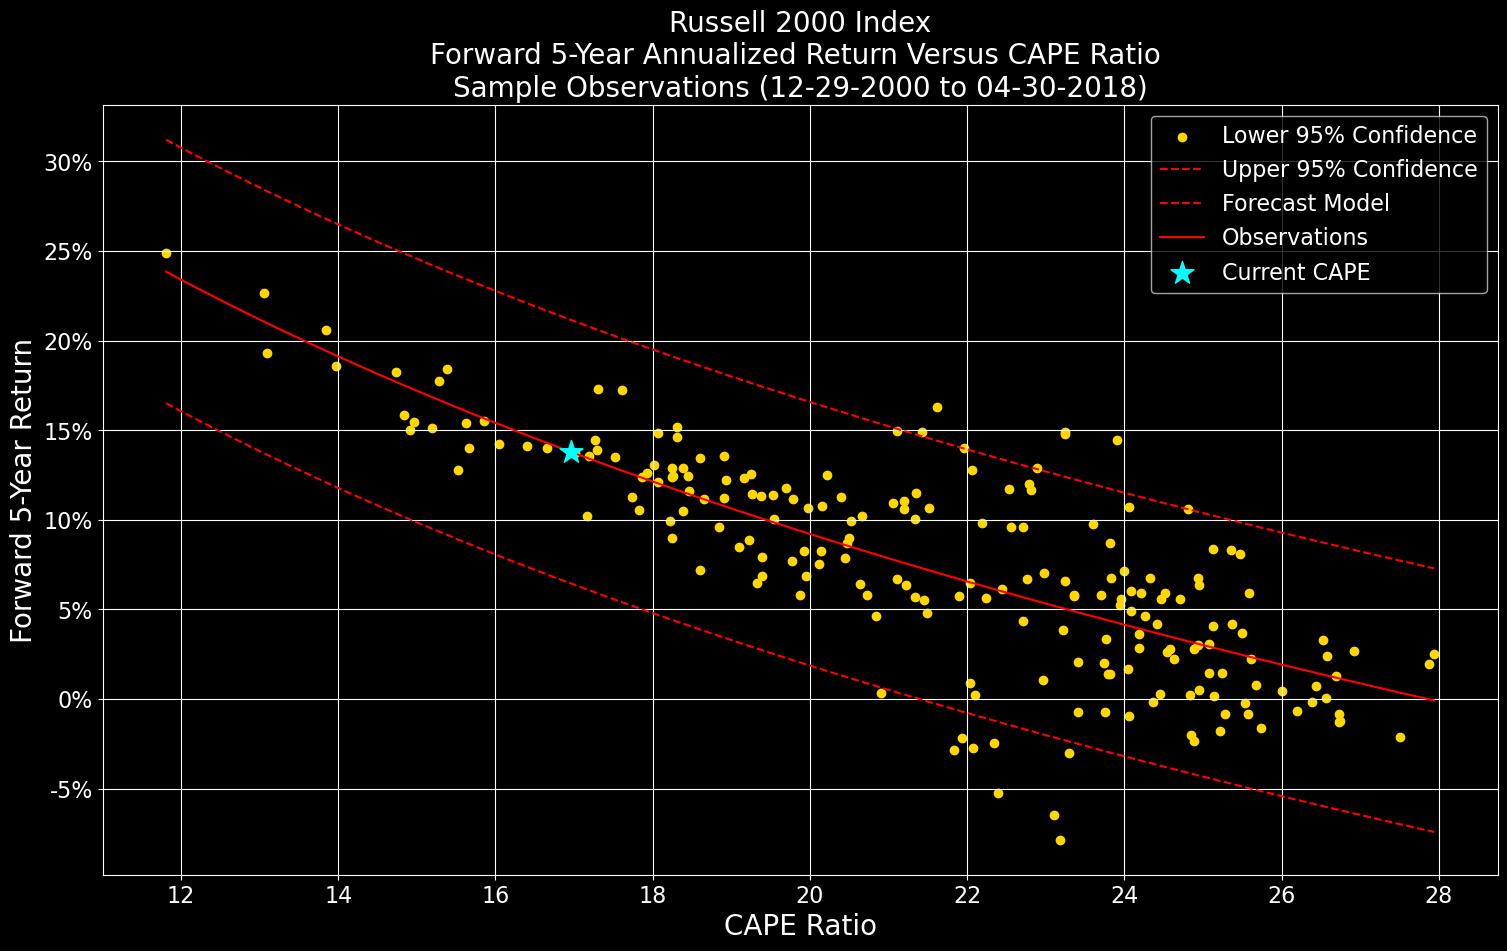 Russell 2000 Index
Forward 5-Year Annualized Return Versus CAPE Ratio
Sample Observations (12-29-2000 to 04-30-2018)
Lower 95% Confidence
Upper 95% Confidence
Forecast Model
Observations
Current CAPE
Forward 5-Year Return
30%
25%
20%
15%
10%
5%
0%
-5%
12 14 16 18 20 22 24 26 28
CAPE Ratio